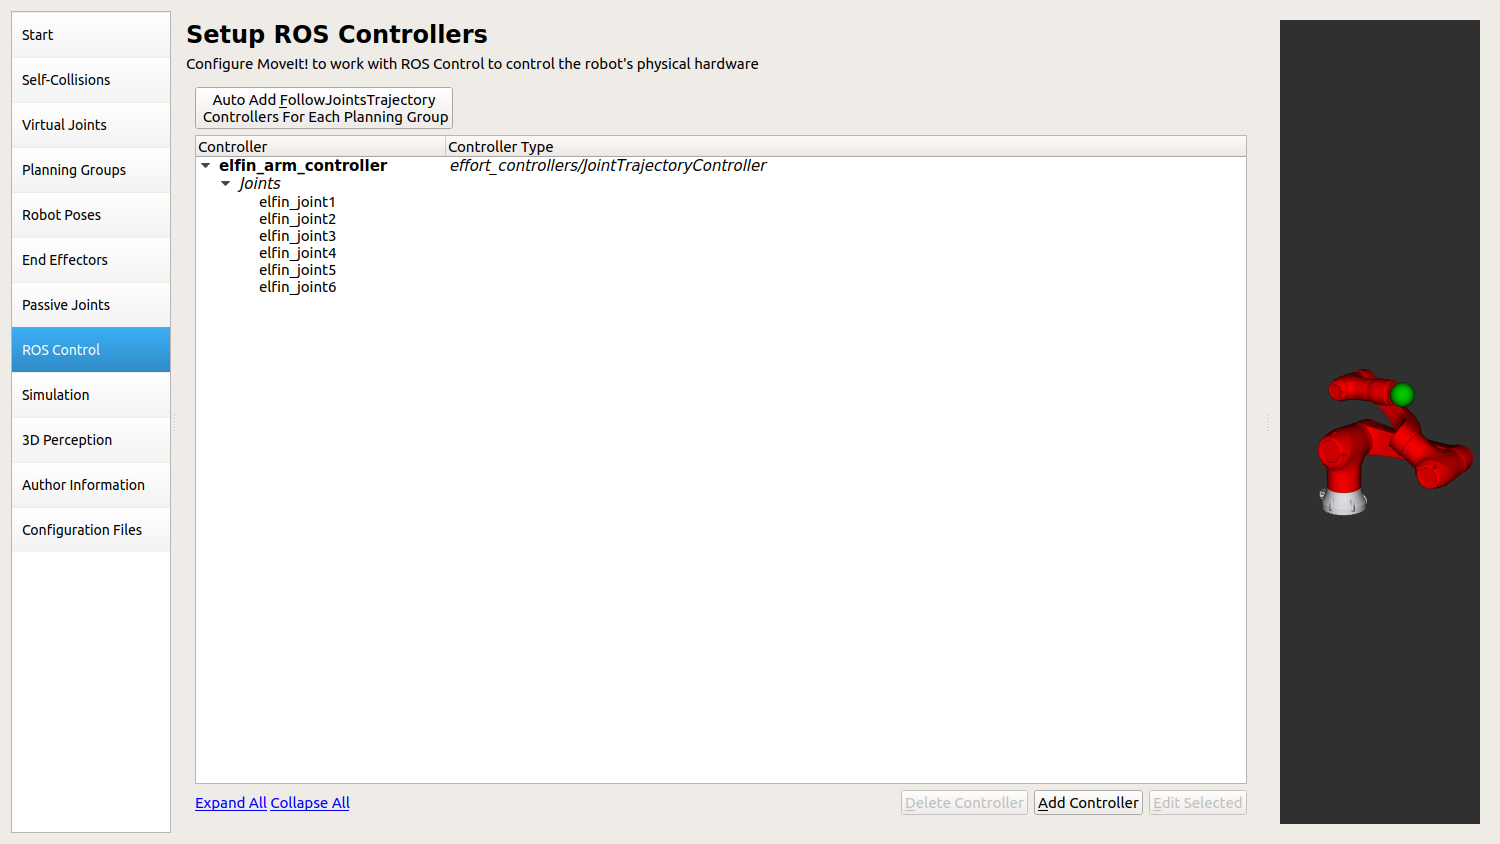 Start
Self-Collisions
Virtual Joints
Planning Groups
Robot Poses
End Effectors
Passive Joints
ROS Control
Simulation
3D Perception
Author Information
Configuration Files
Setup ROS Controllers
Configure MoveIt! to work with ROS Control to control the robot's physical hardware
Auto Add FollowJointsTrajectory
Controllers For Each Planning Group
Controller Controller Type
elfin_arm_controller effort_controllers/JointTrajectoryController
Joints
elfin_joint1
elfin_joint2
elfin_joint3
elfin_joint4
elfin_joint5
elfin_joint6
Expand All Collapse All Delete Controller Add Controller Edit Selected